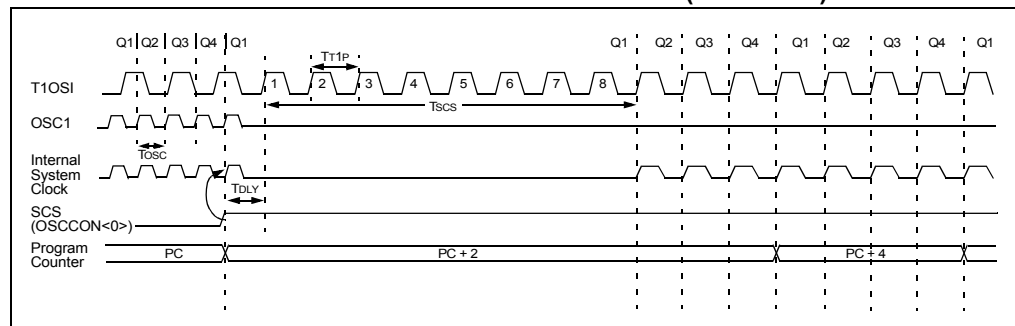 Q1 Q2 Q3 Q4 Q1 Q1 Q2 Q3 Q4 Q1 Q2 Q3 Q4 Q1
TT1P
T1OSI
1 2 3 4 5 6 7 8
TSCS
OSC1
TOSC
Internal
System
Clock
TDLY
SCS
(OSCCON<0>)
Program
Counter
PC PC + 2 PC + 4